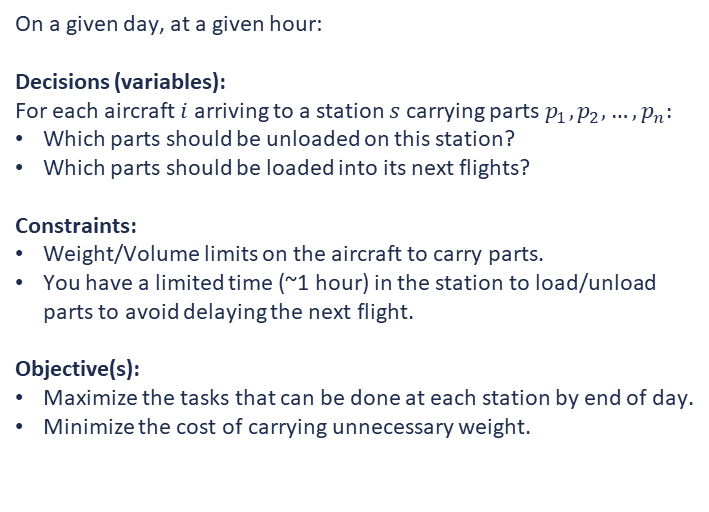 On a given day, at a given hour:
Decisions (variables):
For each aircraft i arriving to a station s carrying parts p₁, p₂, ..., pₙ:
• Which parts should be unloaded on this station?
• Which parts should be loaded into its next flights?
Constraints:
• Weight/Volume limits on the aircraft to carry parts.
• You have a limited time (~1 hour) in the station to load/unload
parts to avoid delaying the next flight.
Objective(s):
• Maximize the tasks that can be done at each station by end of day.
• Minimize the cost of carrying unnecessary weight.